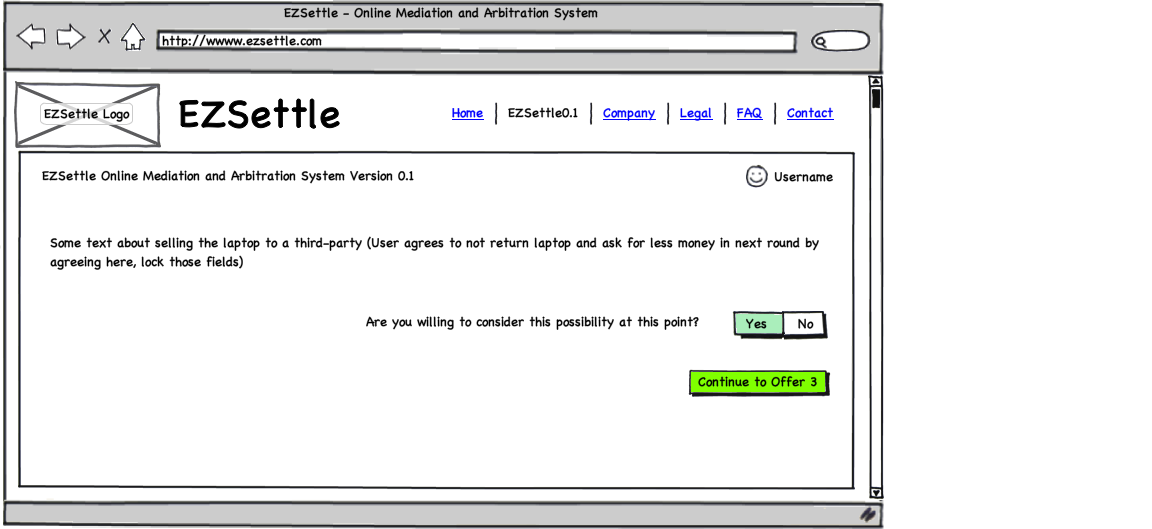 EZSettle - Online Mediation and Arbitration System
http://wwww.ezsettle.com
EZSettle Logo
EZSettle
Home | EZSettle0.1 | Company | Legal | FAQ | Contact
EZSettle Online Mediation and Arbitration System Version 0.1
Username
Some text about selling the laptop to a third-party (User agrees to not return laptop and ask for less money in next round by
agreeing here, lock those fields)
Are you willing to consider this possibility at this point?
Yes No
Continue to Offer 3